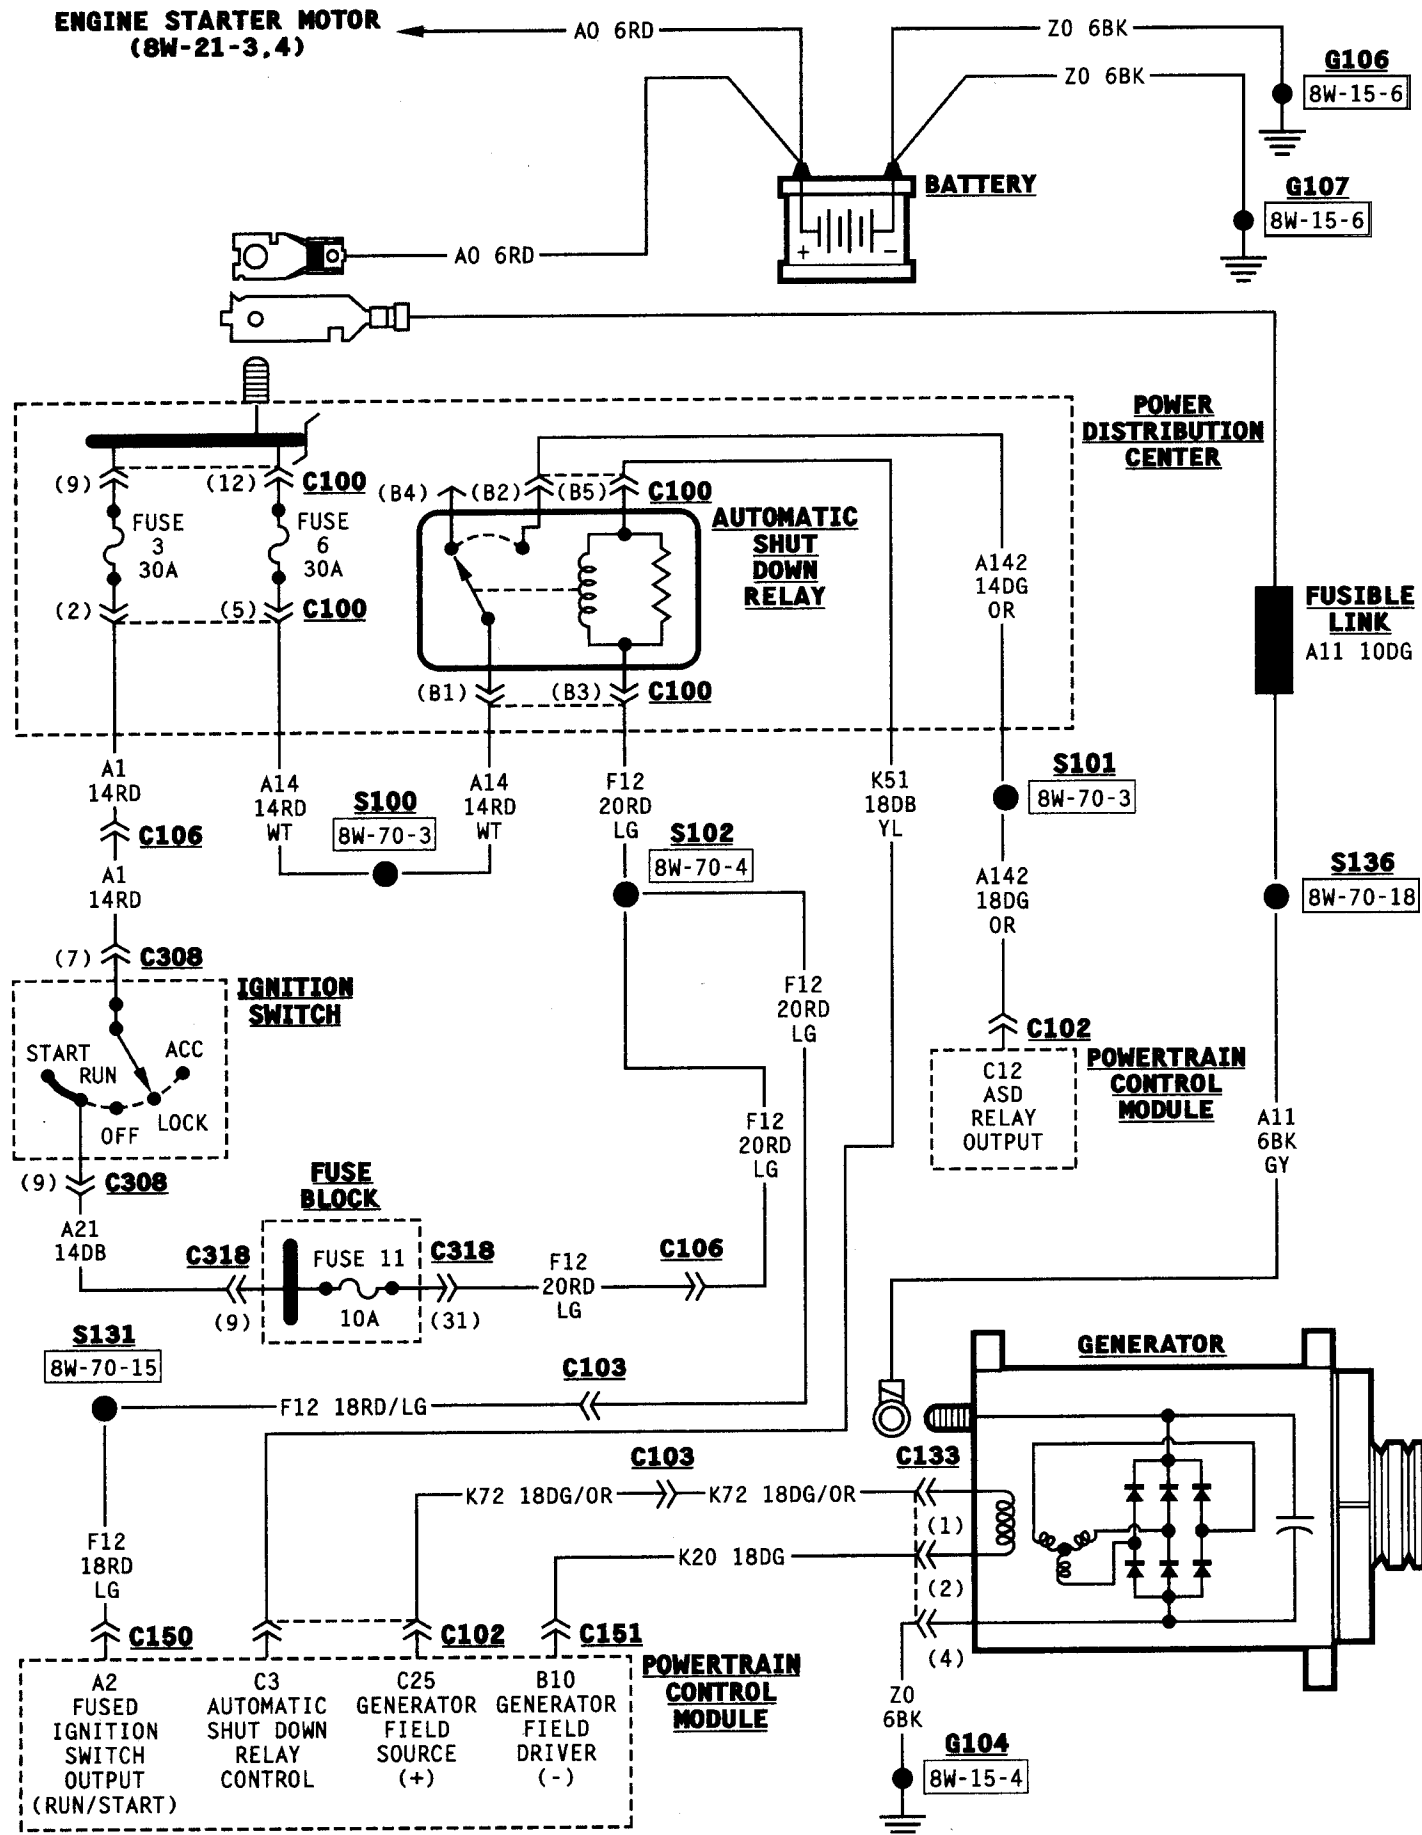 ENGINE STARTER MOTOR
(8W-21-3,4)
A0 6RD
Z0 6BK
G106
8W-15-6
Z0 6BK
BATTERY
G107
8W-15-6
+
−
A0 6RD
POWER
DISTRIBUTION
CENTER
(9)
(12)
C100
(B4)
(B2)
(B5)
C100
FUSE
3
30A
FUSE
6
30A
AUTOMATIC
SHUT
DOWN
RELAY
A142
14DG
OR
FUSIBLE
LINK
A11 10DG
(2)
(5)
C100
(B1)
(B3)
C100
A1
14RD
A14
14RD
WT
S100
8W-70-3
A14
14RD
WT
F12
20RD
LG
S102
8W-70-4
K51
18DB
YL
S101
8W-70-3
C106
A1
14RD
A142
18DG
OR
S136
8W-70-18
(7)
C308
IGNITION
SWITCH
START
RUN
ACC
OFF
LOCK
F12
20RD
LG
C102
C12
ASD
RELAY
OUTPUT
POWERTRAIN
CONTROL
MODULE
F12
20RD
LG
A11
6BK
GY
(9)
C308
A21
14DB
FUSE
BLOCK
C318
(9)
FUSE 11
10A
C318
(31)
F12
20RD
LG
C106
S131
8W-70-15
C103
F12 18RD/LG
GENERATOR
C103
C133
K72 18DG/OR
K72 18DG/OR
(1)
K20 18DG
(2)
(4)
F12
18RD
LG
C150
C102
C151
POWERTRAIN
CONTROL
MODULE
A2
FUSED
IGNITION
SWITCH
OUTPUT
(RUN/START)
C3
AUTOMATIC
SHUT DOWN
RELAY
CONTROL
C25
GENERATOR
FIELD
SOURCE
(+)
B10
GENERATOR
FIELD
DRIVER
(-)
Z0
6BK
G104
8W-15-4